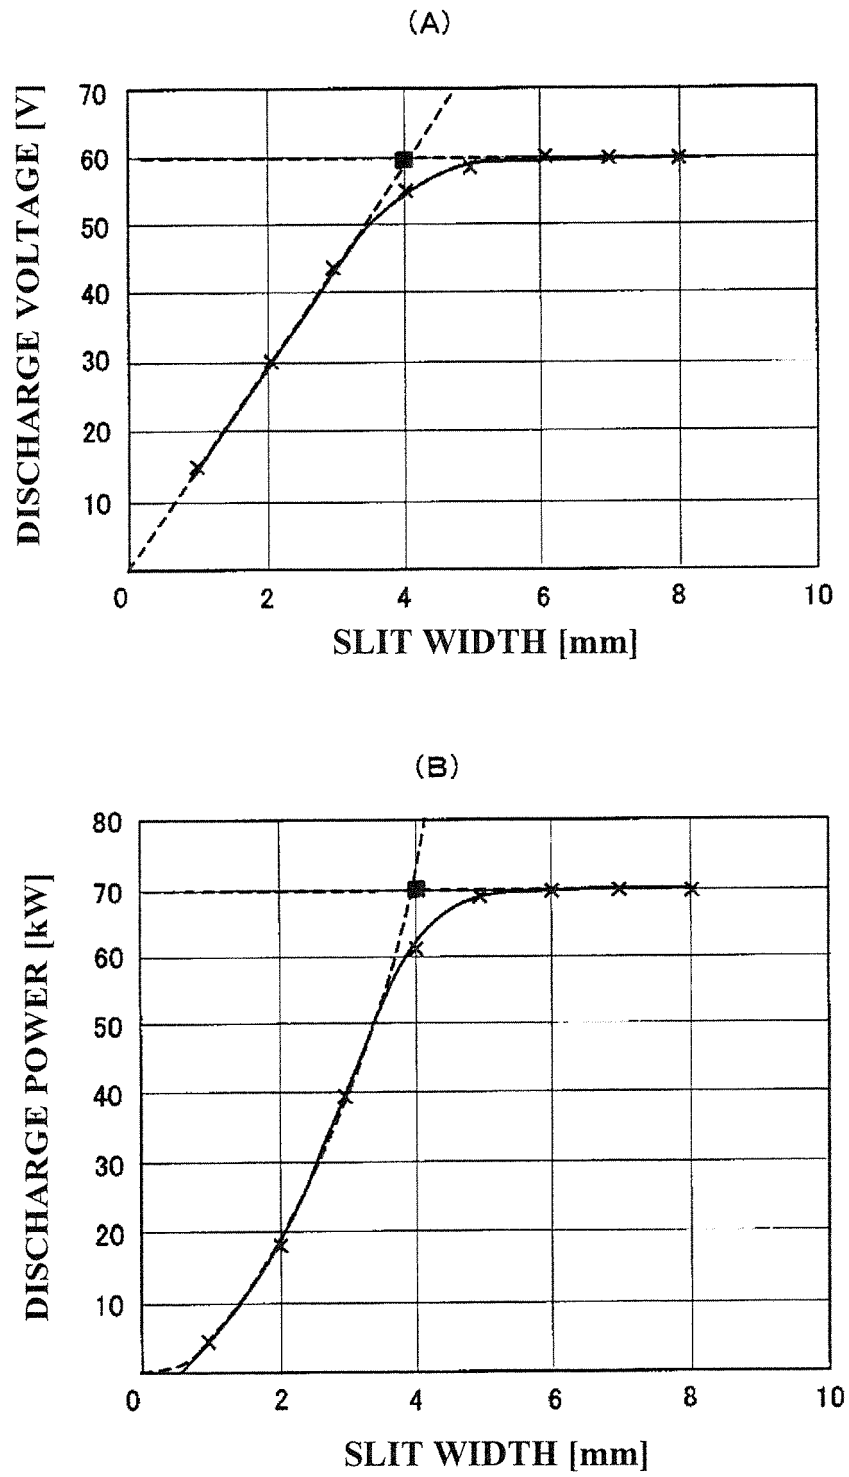 (A)
DISCHARGE VOLTAGE [V]
70
60
50
40
30
20
10
0 2 4 6 8 10
SLIT WIDTH [mm]
(B)
DISCHARGE POWER [kW]
80
70
60
50
40
30
20
10
0 2 4 6 8 10
SLIT WIDTH [mm]